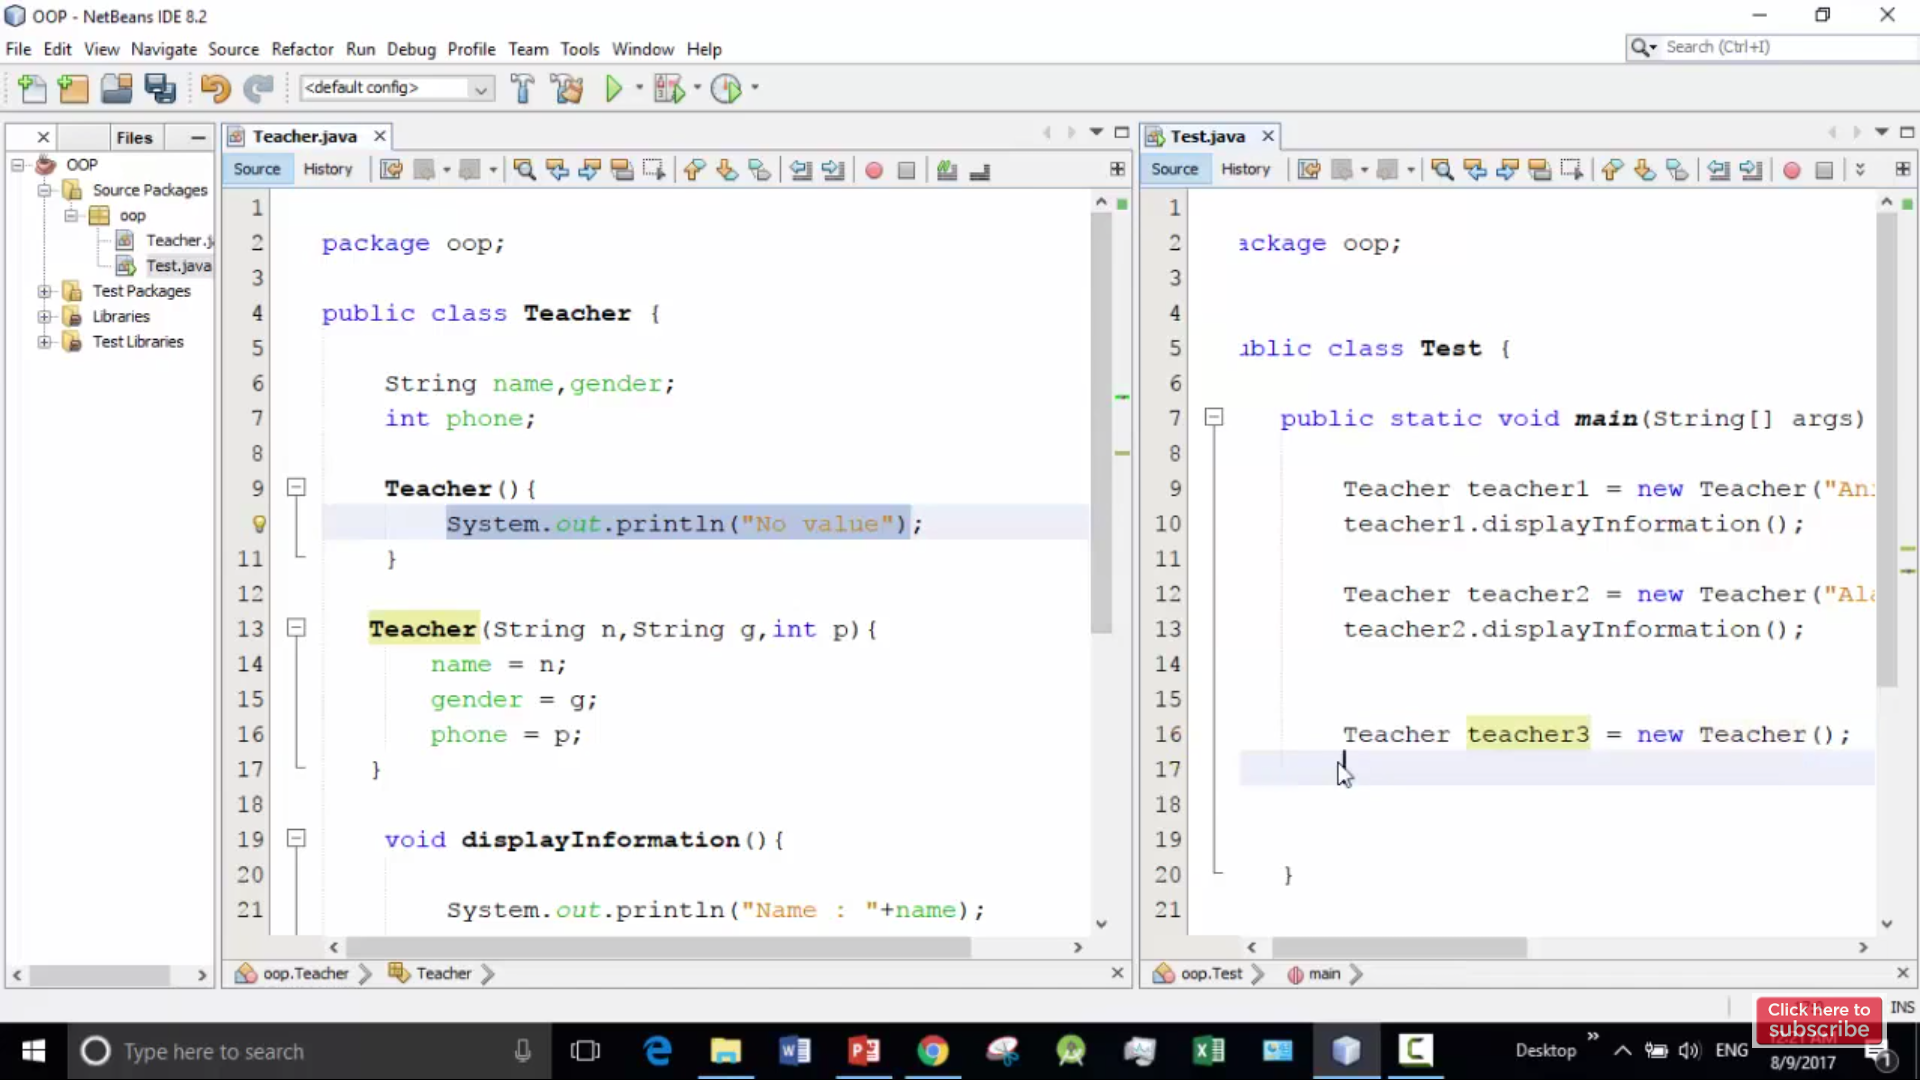 OOP - NetBeans IDE 8.2
File Edit View Navigate Source Refactor Run Debug Profile Team Tools Window Help
Search (Ctrl+I)
<default config>
Files
OOP
Source Packages
oop
Teacher.j
Test.java
Test Packages
Libraries
Test Libraries
Teacher.java
Source History
1
2 package oop;
3
4 public class Teacher {
5
6 String name,gender;
7 int phone;
8
9 Teacher(){
System.out.println("No value");
11 }
12
13 Teacher(String n,String g,int p){
14 name = n;
15 gender = g;
16 phone = p;
17 }
18
19 void displayInformation(){
20
21 System.out.println("Name : "+name);
oop.Teacher Teacher
Test.java
Source History
1
2 ackage oop;
3
4
5 ublic class Test {
6
7 public static void main(String[] args)
8
9 Teacher teacher1 = new Teacher("An
10 teacher1.displayInformation();
11
12 Teacher teacher2 = new Teacher("Ala
13 teacher2.displayInformation();
14
15
16 Teacher teacher3 = new Teacher();
17
18
19
20 }
21
oop.Test main
INS
Click here to
subscribe
Type here to search
Desktop
ENG
12:21 AM
8/9/2017
1